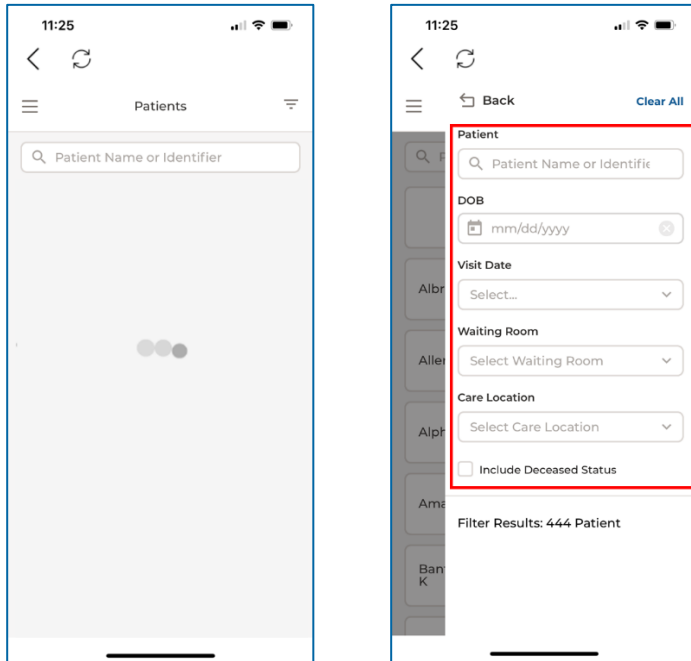 11:25
Patients
Patient Name or Identifier
11:25
Back
Clear All
Patient
Patient Name or Identifie
DOB
mm/dd/yyyy
Visit Date
Select...
Waiting Room
Select Waiting Room
Care Location
Select Care Location
Include Deceased Status
Filter Results: 444 Patient
P
Albr
Aller
Alph
Ama
Ban
K